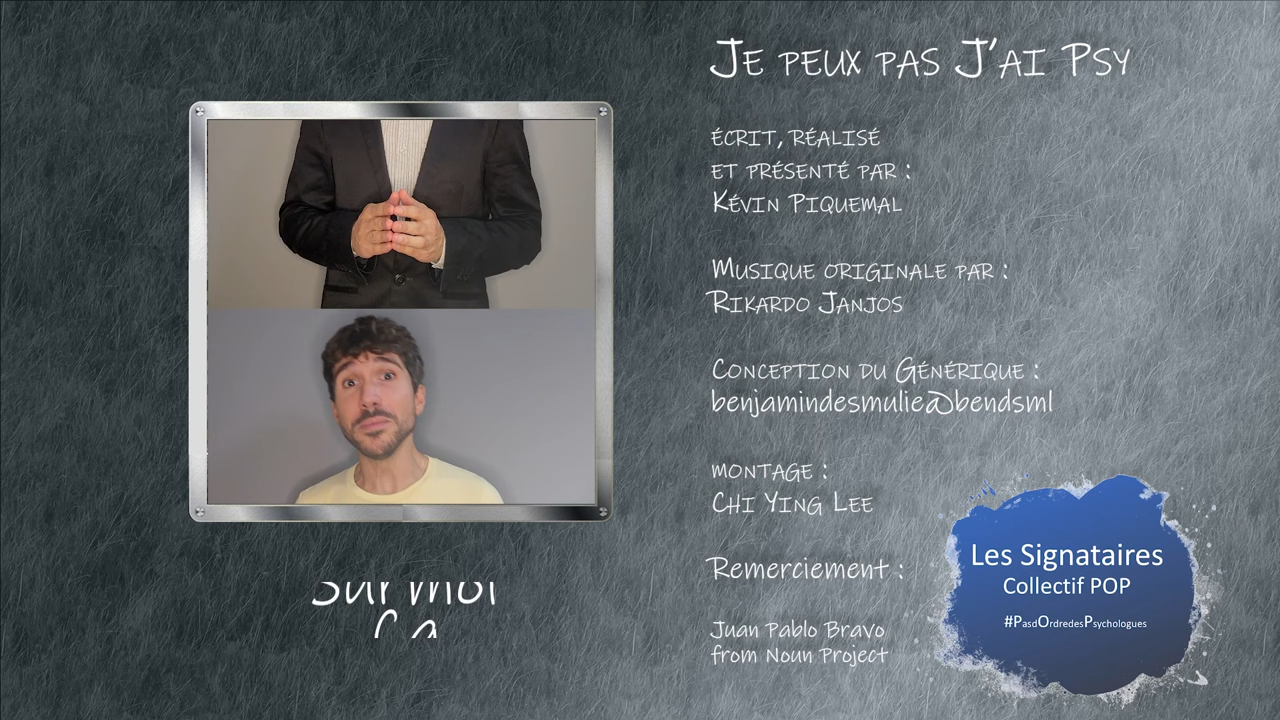 Je peux pas J'ai Psy
écrit, réalisé
et présenté par :
Kévin Piquemal
Musique originale par :
Rikardo Janjos
Conception du Générique :
benjamindesmulie@bendsml
montage :
Chi Ying Lee
Remerciement :
Juan Pablo Bravo
from Noun Project
Les Signataires
Collectif POP
#PasdOrdredesPsychologues
Sur moi